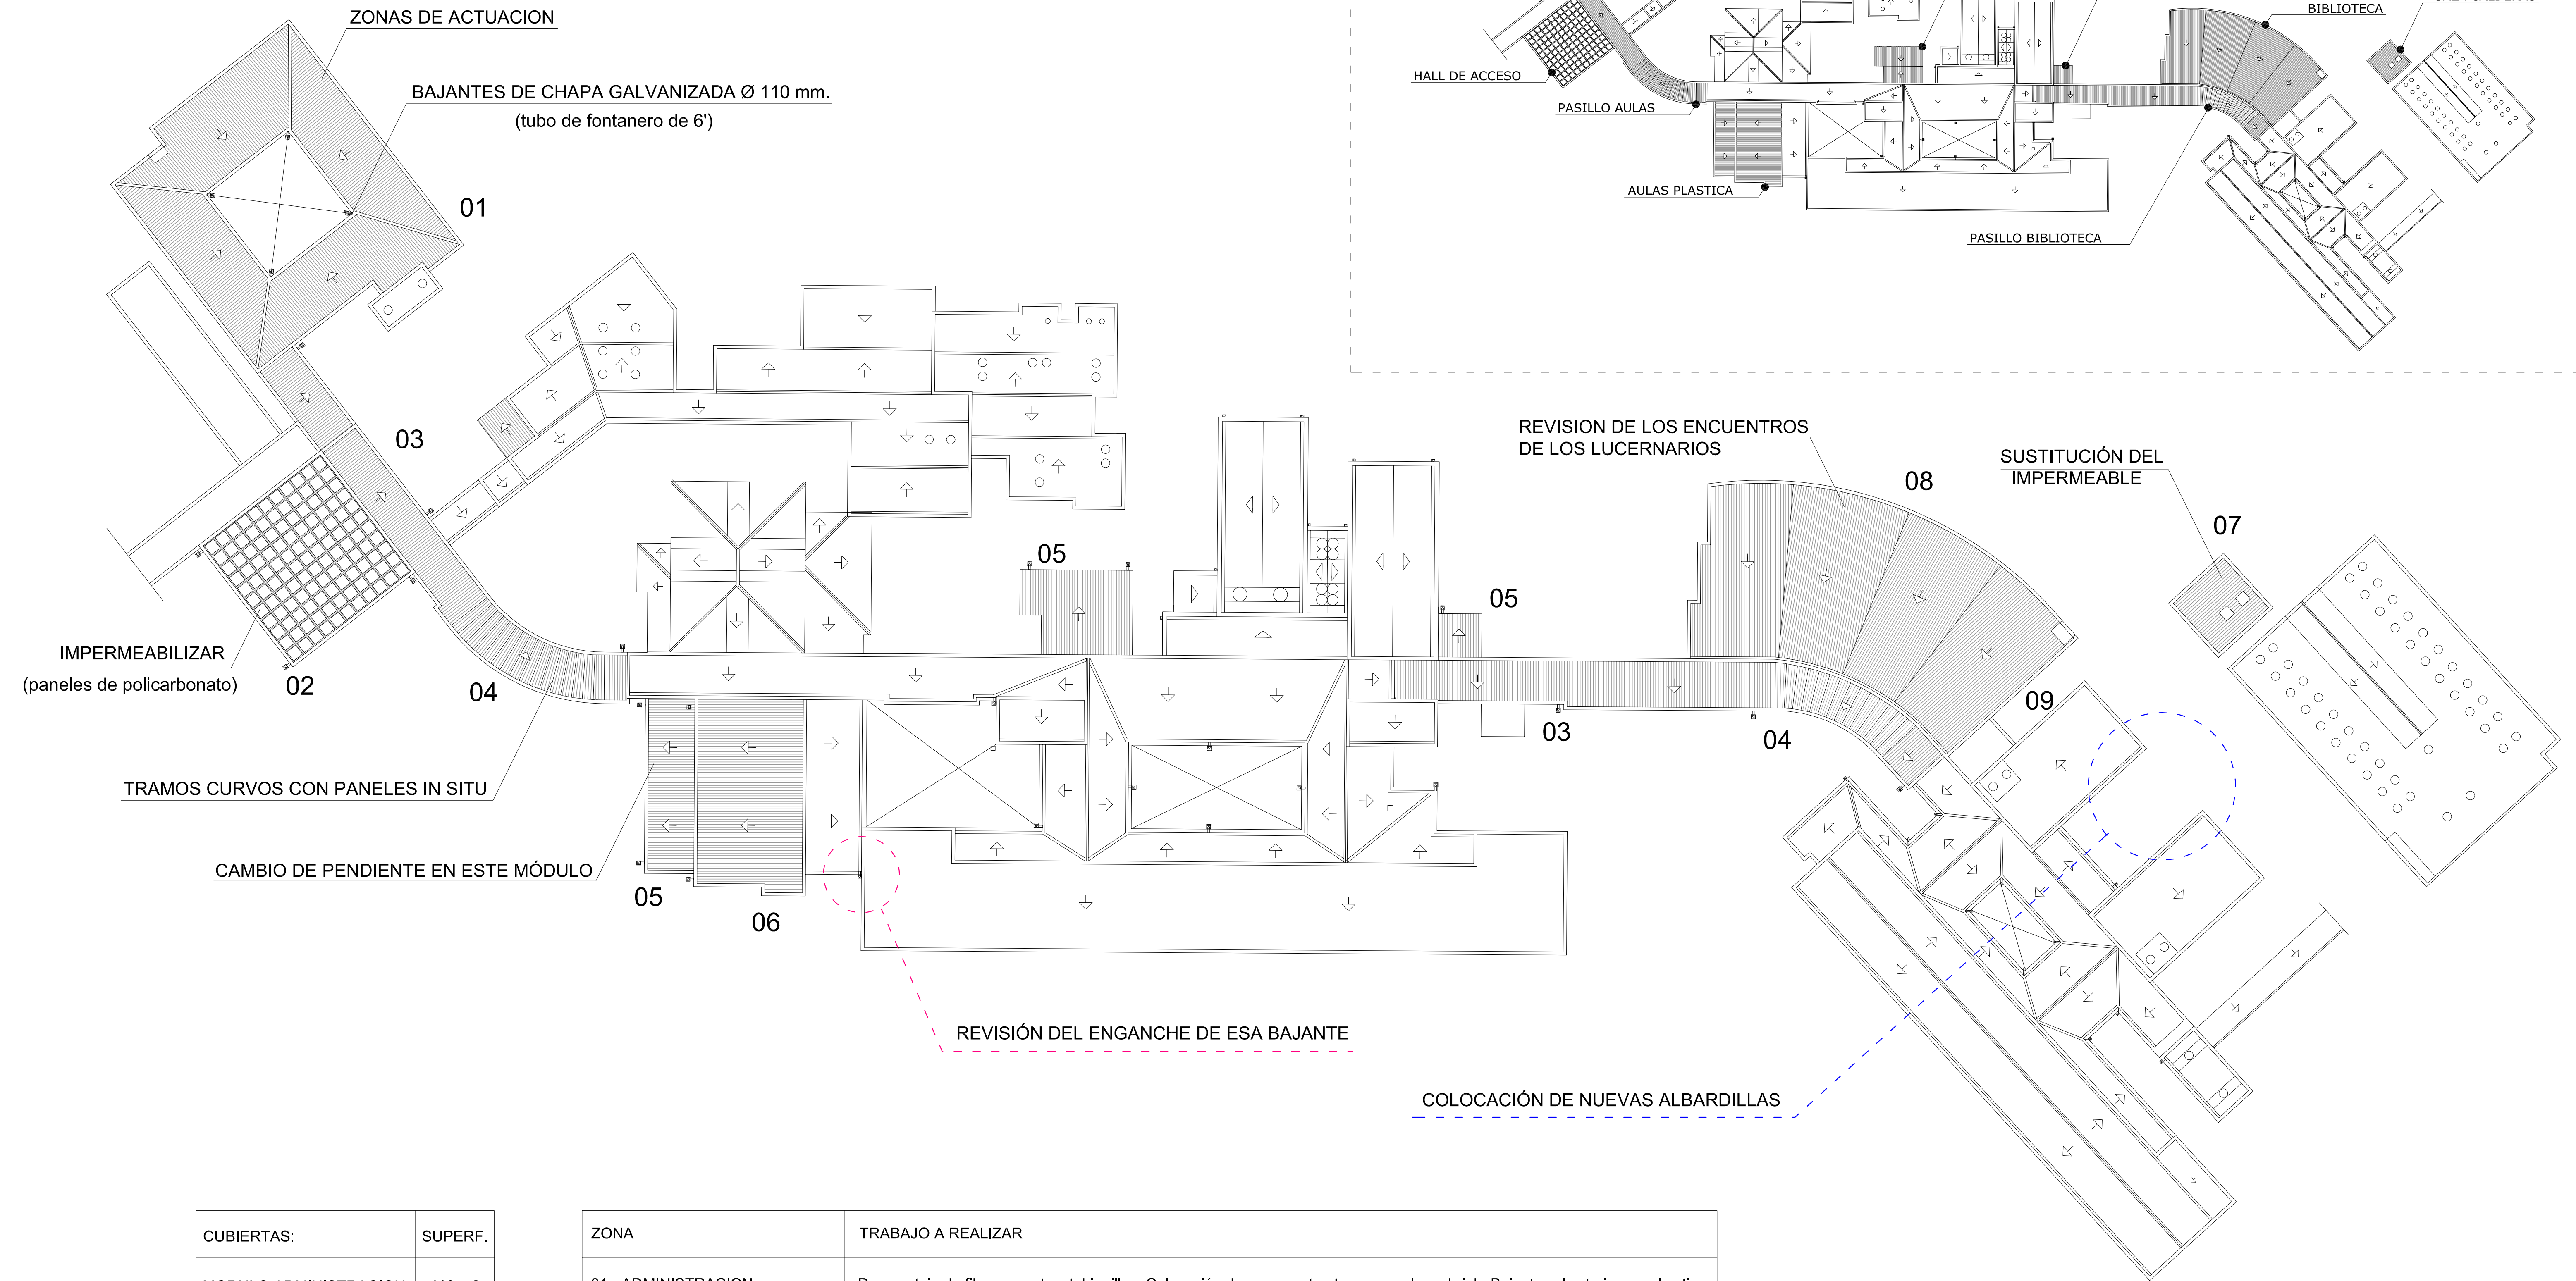 ZONAS DE ACTUACION
BAJANTES DE CHAPA GALVANIZADA Ø 110 mm.
(tubo de fontanero de 6')
01
03
IMPERMEABILIZAR
(paneles de policarbonato)
02
04
TRAMOS CURVOS CON PANELES IN SITU
CAMBIO DE PENDIENTE EN ESTE MÓDULO
05
06
05
REVISIÓN DEL ENGANCHE DE ESA BAJANTE
HALL DE ACCESO
PASILLO AULAS
AULAS PLASTICA
PASILLO BIBLIOTECA
BIBLIOTECA
REVISION DE LOS ENCUENTROS
DE LOS LUCERNARIOS
SUSTITUCIÓN DEL
IMPERMEABLE
08
07
05
03
04
09
COLOCACIÓN DE NUEVAS ALBARDILLAS
CUBIERTAS: SUPERF.
ZONA TRABAJO A REALIZAR